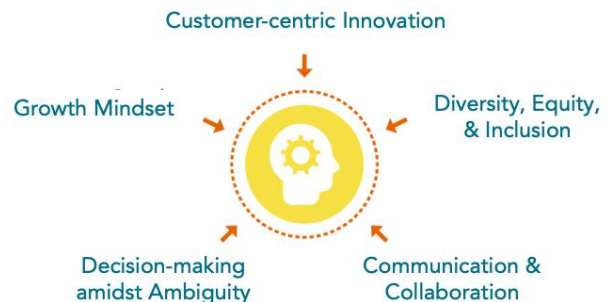 Customer-centric Innovation
Growth Mindset
Diversity, Equity,
& Inclusion
Decision-making
amidst Ambiguity
Communication &
Collaboration